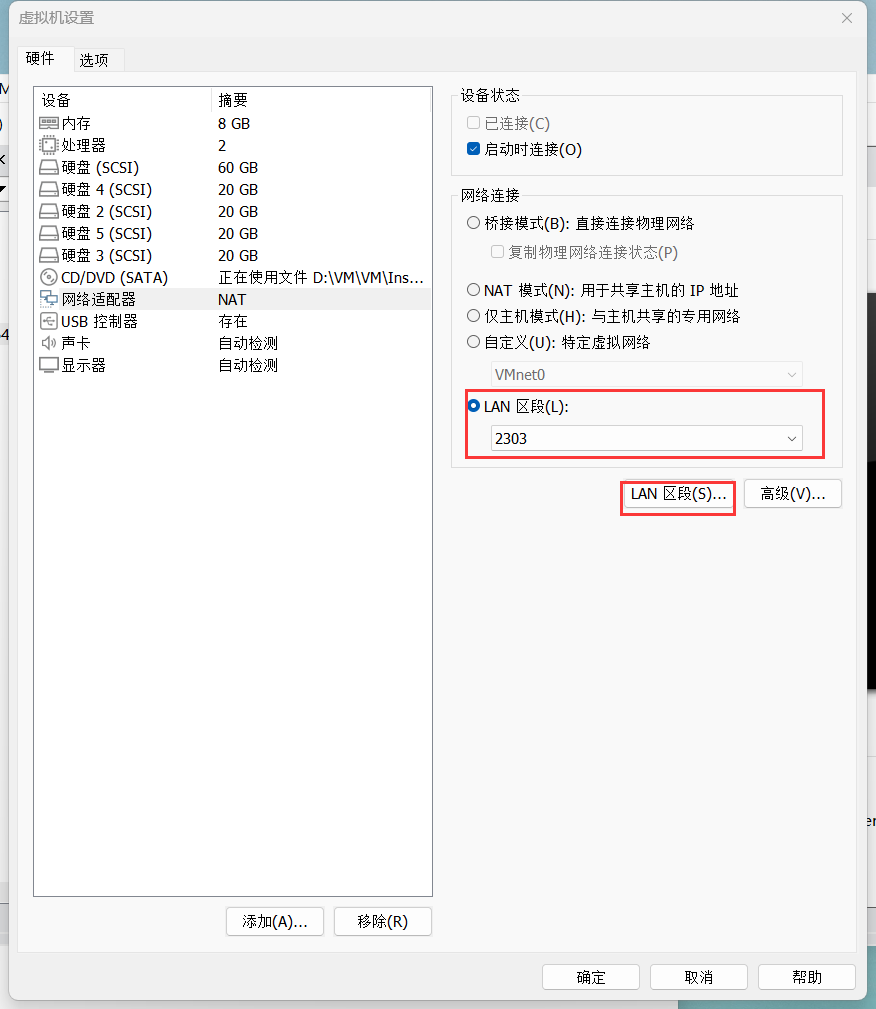 虚拟机设置
硬件
选项
设备 摘要
内存 8 GB
处理器 2
硬盘 (SCSI) 60 GB
硬盘 4 (SCSI) 20 GB
硬盘 2 (SCSI) 20 GB
硬盘 5 (SCSI) 20 GB
硬盘 3 (SCSI) 20 GB
CD/DVD (SATA) 正在使用文件 D:\VM\VM\Ins...
网络适配器 NAT
USB 控制器 存在
声卡 自动检测
显示器 自动检测
添加(A)...
移除(R)
设备状态
已连接(C)
启动时连接(O)
网络连接
桥接模式(B): 直接连接物理网络
复制物理网络连接状态(P)
NAT 模式(N): 用于共享主机的 IP 地址
仅主机模式(H): 与主机共享的专用网络
自定义(U): 特定虚拟网络
VMnet0
LAN 区段(L):
2303
LAN 区段(S)...
高级(V)...
确定
取消
帮助